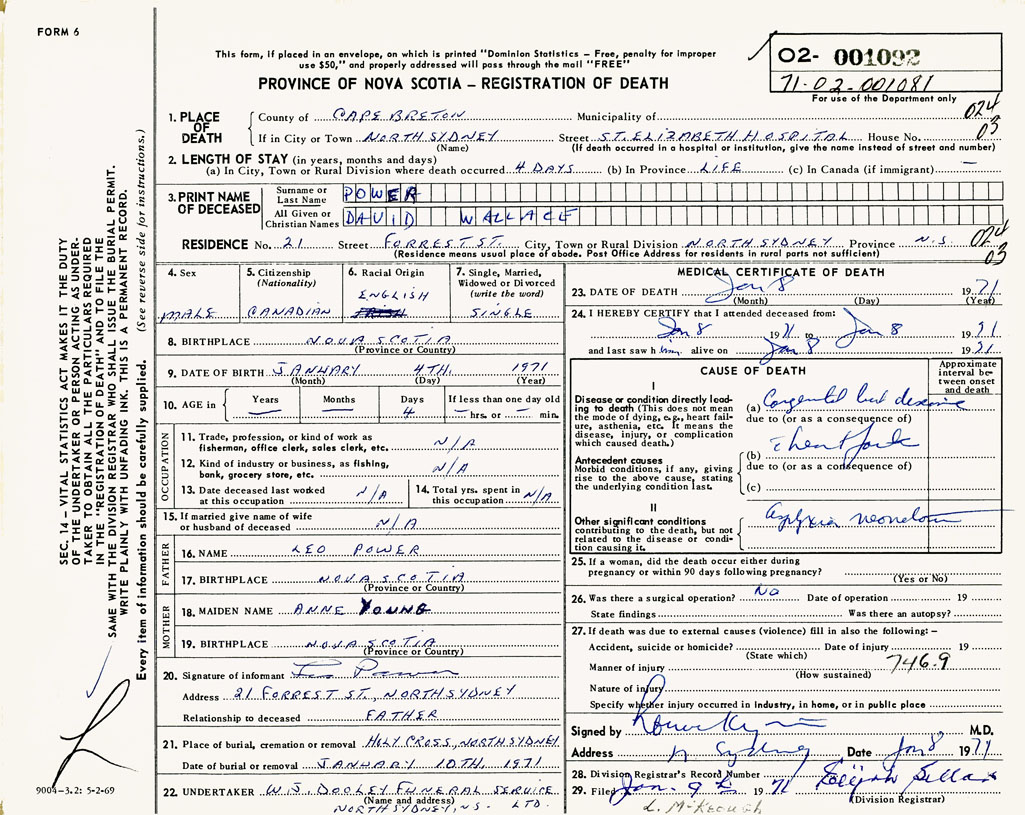 FORM 6
This form, if placed in an envelope, on which is printed "Dominion Statistics – Free, penalty for improper
use $50," and properly addressed will pass through the mail "FREE"
PROVINCE OF NOVA SCOTIA – REGISTRATION OF DEATH
02- 001092
71-02-001081
For use of the Department only
1. PLACE OF DEATH
County of CAPE BRETON Municipality of 024
If in City or Town NORTH SYDNEY Street ST. ELIZABETH HOSPITAL House No. 03
(Name) (If death occurred in a hospital or institution, give the name instead of street and number)
2. LENGTH OF STAY (in years, months and days)
(a) In City, Town or Rural Division where death occurred 4 DAYS (b) In Province LIFE (c) In Canada (if immigrant) —
3. PRINT NAME OF DECEASED
Surname or Last Name POWER
All Given or Christian Names DAVID WALLACE
RESIDENCE No. 21 Street FORREST ST. City, Town or Rural Division NORTH SYDNEY Province N.S. 024
03
(Residence means usual place of abode. Post Office Address for residents in rural parts not sufficient)
4. Sex
MALE
5. Citizenship
(Nationality)
CANADIAN
6. Racial Origin
ENGLISH
7. Single, Married,
Widowed or Divorced
(write the word)
SINGLE
8. BIRTHPLACE NOVA SCOTIA
(Province or Country)
9. DATE OF BIRTH JANUARY 4TH. 1971
(Month) (Day) (Year)
10. AGE in
Years Months Days If less than one day old
— — 4 — hrs. or — min.
OCCUPATION
11. Trade, profession, or kind of work as
fisherman, office clerk, sales clerk, etc. N/A
12. Kind of industry or business, as fishing,
bank, grocery store, etc. N/A
13. Date deceased last worked
at this occupation N/A
14. Total yrs. spent in
this occupation N/A
15. If married give name of wife
or husband of deceased N/A
FATHER
16. NAME LEO POWER
17. BIRTHPLACE NOVA SCOTIA
(Province or Country)
MOTHER
18. MAIDEN NAME ANNE YOUNG
19. BIRTHPLACE NOVA SCOTIA
(Province or Country)
20. Signature of informant Leo Power
Address 21 FORREST ST., NORTH SYDNEY
Relationship to deceased FATHER
21. Place of burial, cremation or removal HOLY CROSS, NORTH SYDNEY
Date of burial or removal JANUARY 10TH, 1971
22. UNDERTAKER W.J. DOOLEY FUNERAL SERVICE
(Name and address)
NORTH SYDNEY, N.S. LTD.
MEDICAL CERTIFICATE OF DEATH
23. DATE OF DEATH Jan 8 1971
(Month) (Day) (Year)
24. I HEREBY CERTIFY that I attended deceased from:
Jan 8 1971 to Jan 8 1971
and last saw him alive on Jan 8 1971
CAUSE OF DEATH
Approximate
interval be-
tween onset
and death
I
Disease or condition directly lead-
ing to death (This does not
mean the mode of dying, e.g., heart fail-
ure, asthenia, etc. It means the
disease, injury, or complication
which caused death.)
(a) Congenital
due to (or as a consequence of)
Antecedent causes
Morbid conditions, if any, giving
rise to the above cause, stating
the underlying condition last.
(b)
due to (or as a consequence of)
(c)
II
Other significant conditions
contributing to the death, but not
related to the disease or condi-
tion causing it.
25. If a woman, did the death occur either during
pregnancy or within 90 days following pregnancy?
(Yes or No)
26. Was there a surgical operation? No Date of operation 19
State findings Was there an autopsy?
27. If death was due to external causes (violence) fill in also the following:–
Accident, suicide or homicide? Date of injury 19
(State which)
Manner of injury 746.9
(How sustained)
Nature of injury
Specify whether injury occurred in industry, in home, or in public place
Signed by M.D.
Address N Sydney Date Jan 8 1971
28. Division Registrar's Record Number
29. Filed Jan. 9 1971
(Division Registrar)
L. McKeough
SEC. 14 – VITAL STATISTICS ACT MAKES IT THE DUTY
OF THE UNDERTAKER OR PERSON ACTING AS UNDER-
TAKER TO OBTAIN ALL THE PARTICULARS REQUIRED
IN THE "REGISTRATION OF DEATH" AND TO FILE THE
SAME WITH THE DIVISION REGISTRAR WHO SHALL ISSUE THE BURIAL PERMIT.
WRITE PLAINLY WITH UNFADING INK. THIS IS A PERMANENT RECORD.
Every item of information should be carefully supplied. (See reverse side for instructions.)
9004–3.2: 5-2-69